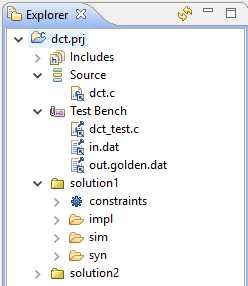 Explorer
dct.prj
Includes
Source
dct.c
Test Bench
dct_test.c
in.dat
out.golden.dat
solution1
constraints
impl
sim
syn
solution2